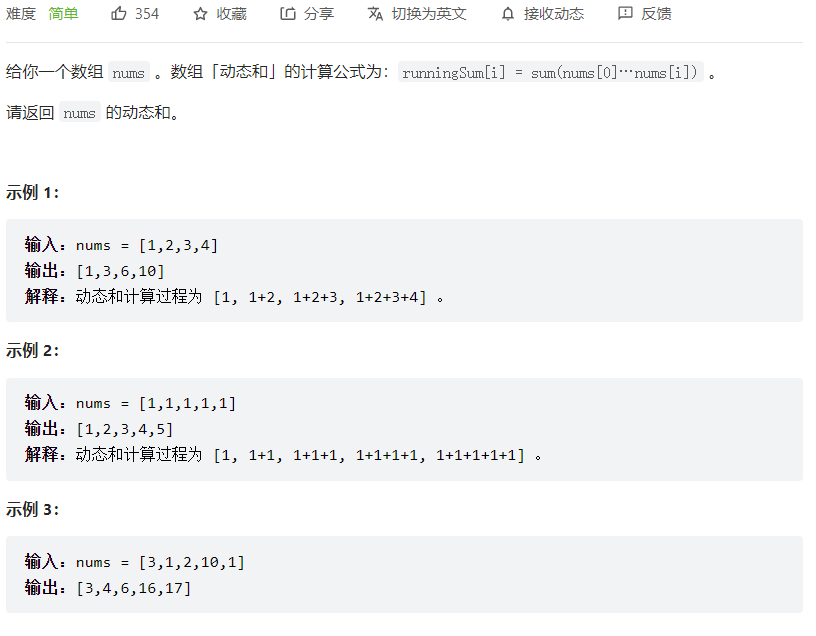 难度 简单 354 收藏 分享 切换为英文 接收动态 反馈
给你一个数组 nums 。数组「动态和」的计算公式为：runningSum[i] = sum(nums[0]…nums[i]) 。
请返回 nums 的动态和。
示例 1：
输入：nums = [1,2,3,4]
输出：[1,3,6,10]
解释：动态和计算过程为 [1, 1+2, 1+2+3, 1+2+3+4] 。
示例 2：
输入：nums = [1,1,1,1,1]
输出：[1,2,3,4,5]
解释：动态和计算过程为 [1, 1+1, 1+1+1, 1+1+1+1, 1+1+1+1+1] 。
示例 3：
输入：nums = [3,1,2,10,1]
输出：[3,4,6,16,17]